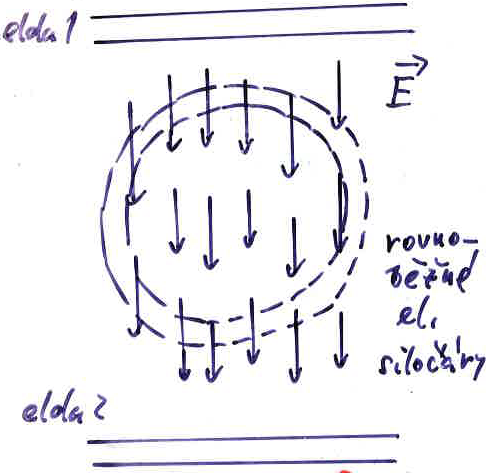 elda 1
E
rovno-
běžné
el.
siločáry
elda 2